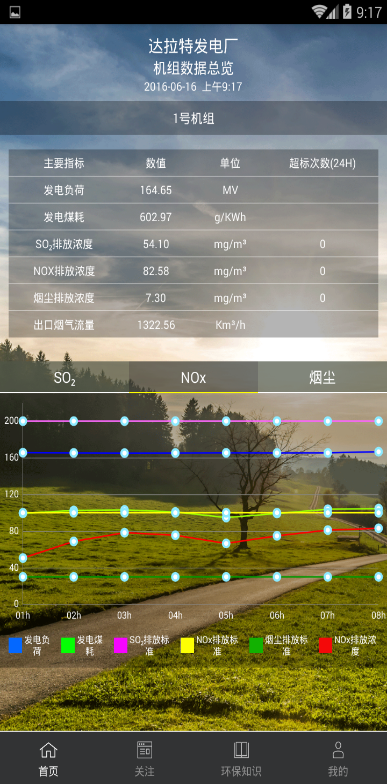 9:17
达拉特发电厂
机组数据总览
2016-06-16 上午9:17
1号机组
主要指标 数值 单位 超标次数(24H)
发电负荷 164.65 MV
发电煤耗 602.97 g/KWh
SO₂排放浓度 54.10 mg/m³ 0
NOX排放浓度 82.58 mg/m³ 0
烟尘排放浓度 7.30 mg/m³ 0
出口烟气流量 1322.56 Km³/h
SO₂ NOx 烟尘
200
160
120
80
40
0
01h 02h 03h 04h 05h 06h 07h 08h
发电负荷 发电煤耗 SO₂排放标准 NOx排放标准 烟尘排放标准 NOx排放浓度
首页 关注 环保知识 我的